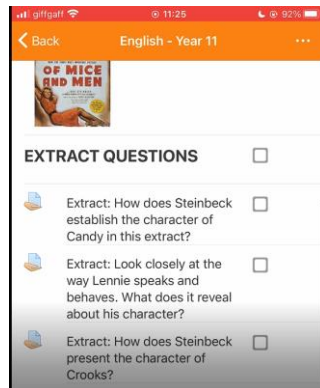 giffgaff 11:25 92%
Back English - Year 11 ...
OF MICE
AND MEN
EXTRACT QUESTIONS
Extract: How does Steinbeck
establish the character of
Candy in this extract?
Extract: Look closely at the
way Lennie speaks and
behaves. What does it reveal
about his character?
Extract: How does Steinbeck
present the character of
Crooks?